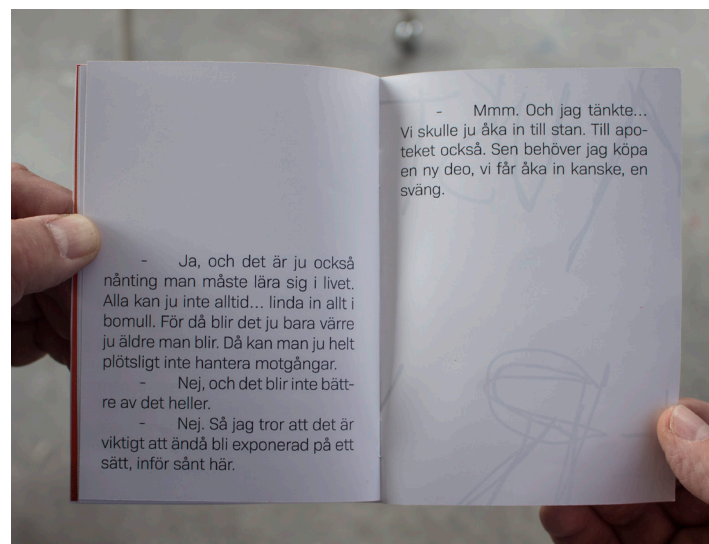 - Ja, och det är ju också
nånting man måste lära sig i livet.
Alla kan ju inte alltid... linda in allt i
bomull. För då blir det ju bara värre
ju äldre man blir. Då kan man ju helt
plötsligt inte hantera motgångar.
- Nej, och det blir inte bätt-
re av det heller.
- Nej. Så jag tror att det är
viktigt att ändå bli exponerad på ett
sätt, inför sånt här.
- Mmm. Och jag tänkte...
Vi skulle ju åka in till stan. Till apo-
teket också. Sen behöver jag köpa
en ny deo, vi får åka in kanske, en
sväng.